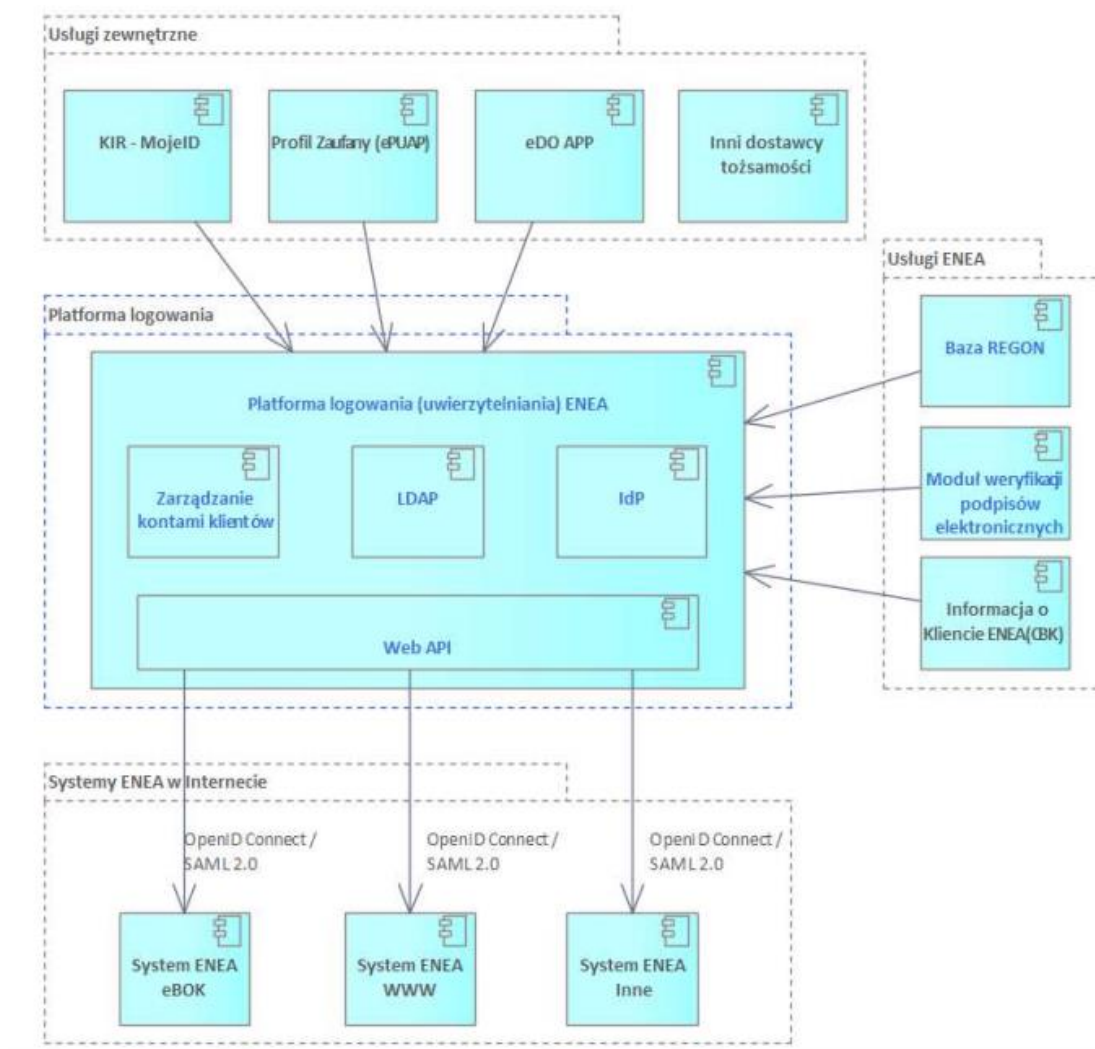 Usługi zewnętrzne
KIR - MojeID
Profil Zaufany (ePUAP)
eDO APP
Inni dostawcy
tożsamości
Usługi ENEA
Baza REGON
Moduł weryfikacji
podpisów
elektronicznych
Informacja o
Kliencie ENEA(CBK)
Platforma logowania
Platforma logowania (uwierzytelniania) ENEA
Zarządzanie
kontami klientów
LDAP
IdP
Web API
Systemy ENEA w Internecie
OpenID Connect /
SAML 2.0
OpenID Connect /
SAML 2.0
OpenID Connect /
SAML 2.0
System ENEA
eBOK
System ENEA
WWW
System ENEA
Inne